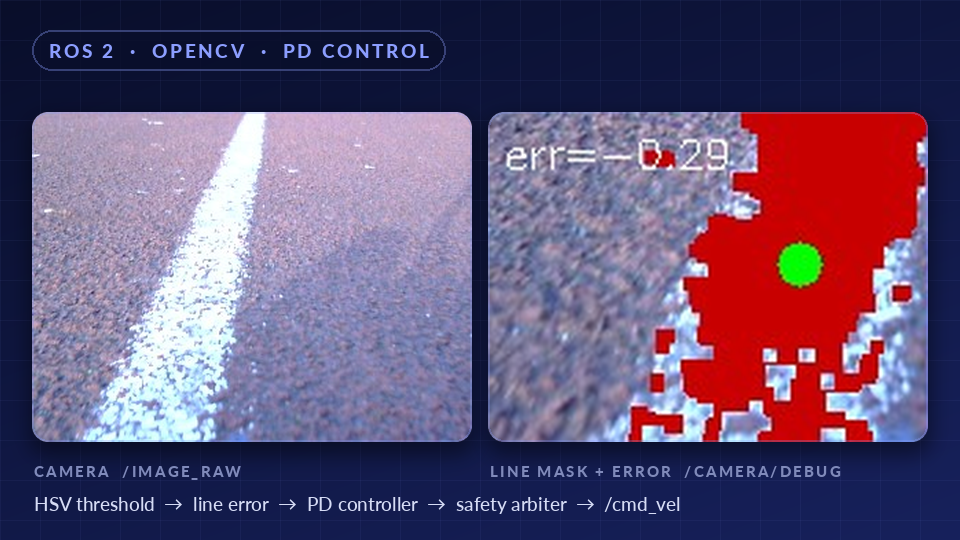 ROS 2 · OPENCV · PD CONTROL
err=-0.29
CAMERA /IMAGE_RAW
LINE MASK + ERROR /CAMERA/DEBUG
HSV threshold → line error → PD controller → safety arbiter → /cmd_vel